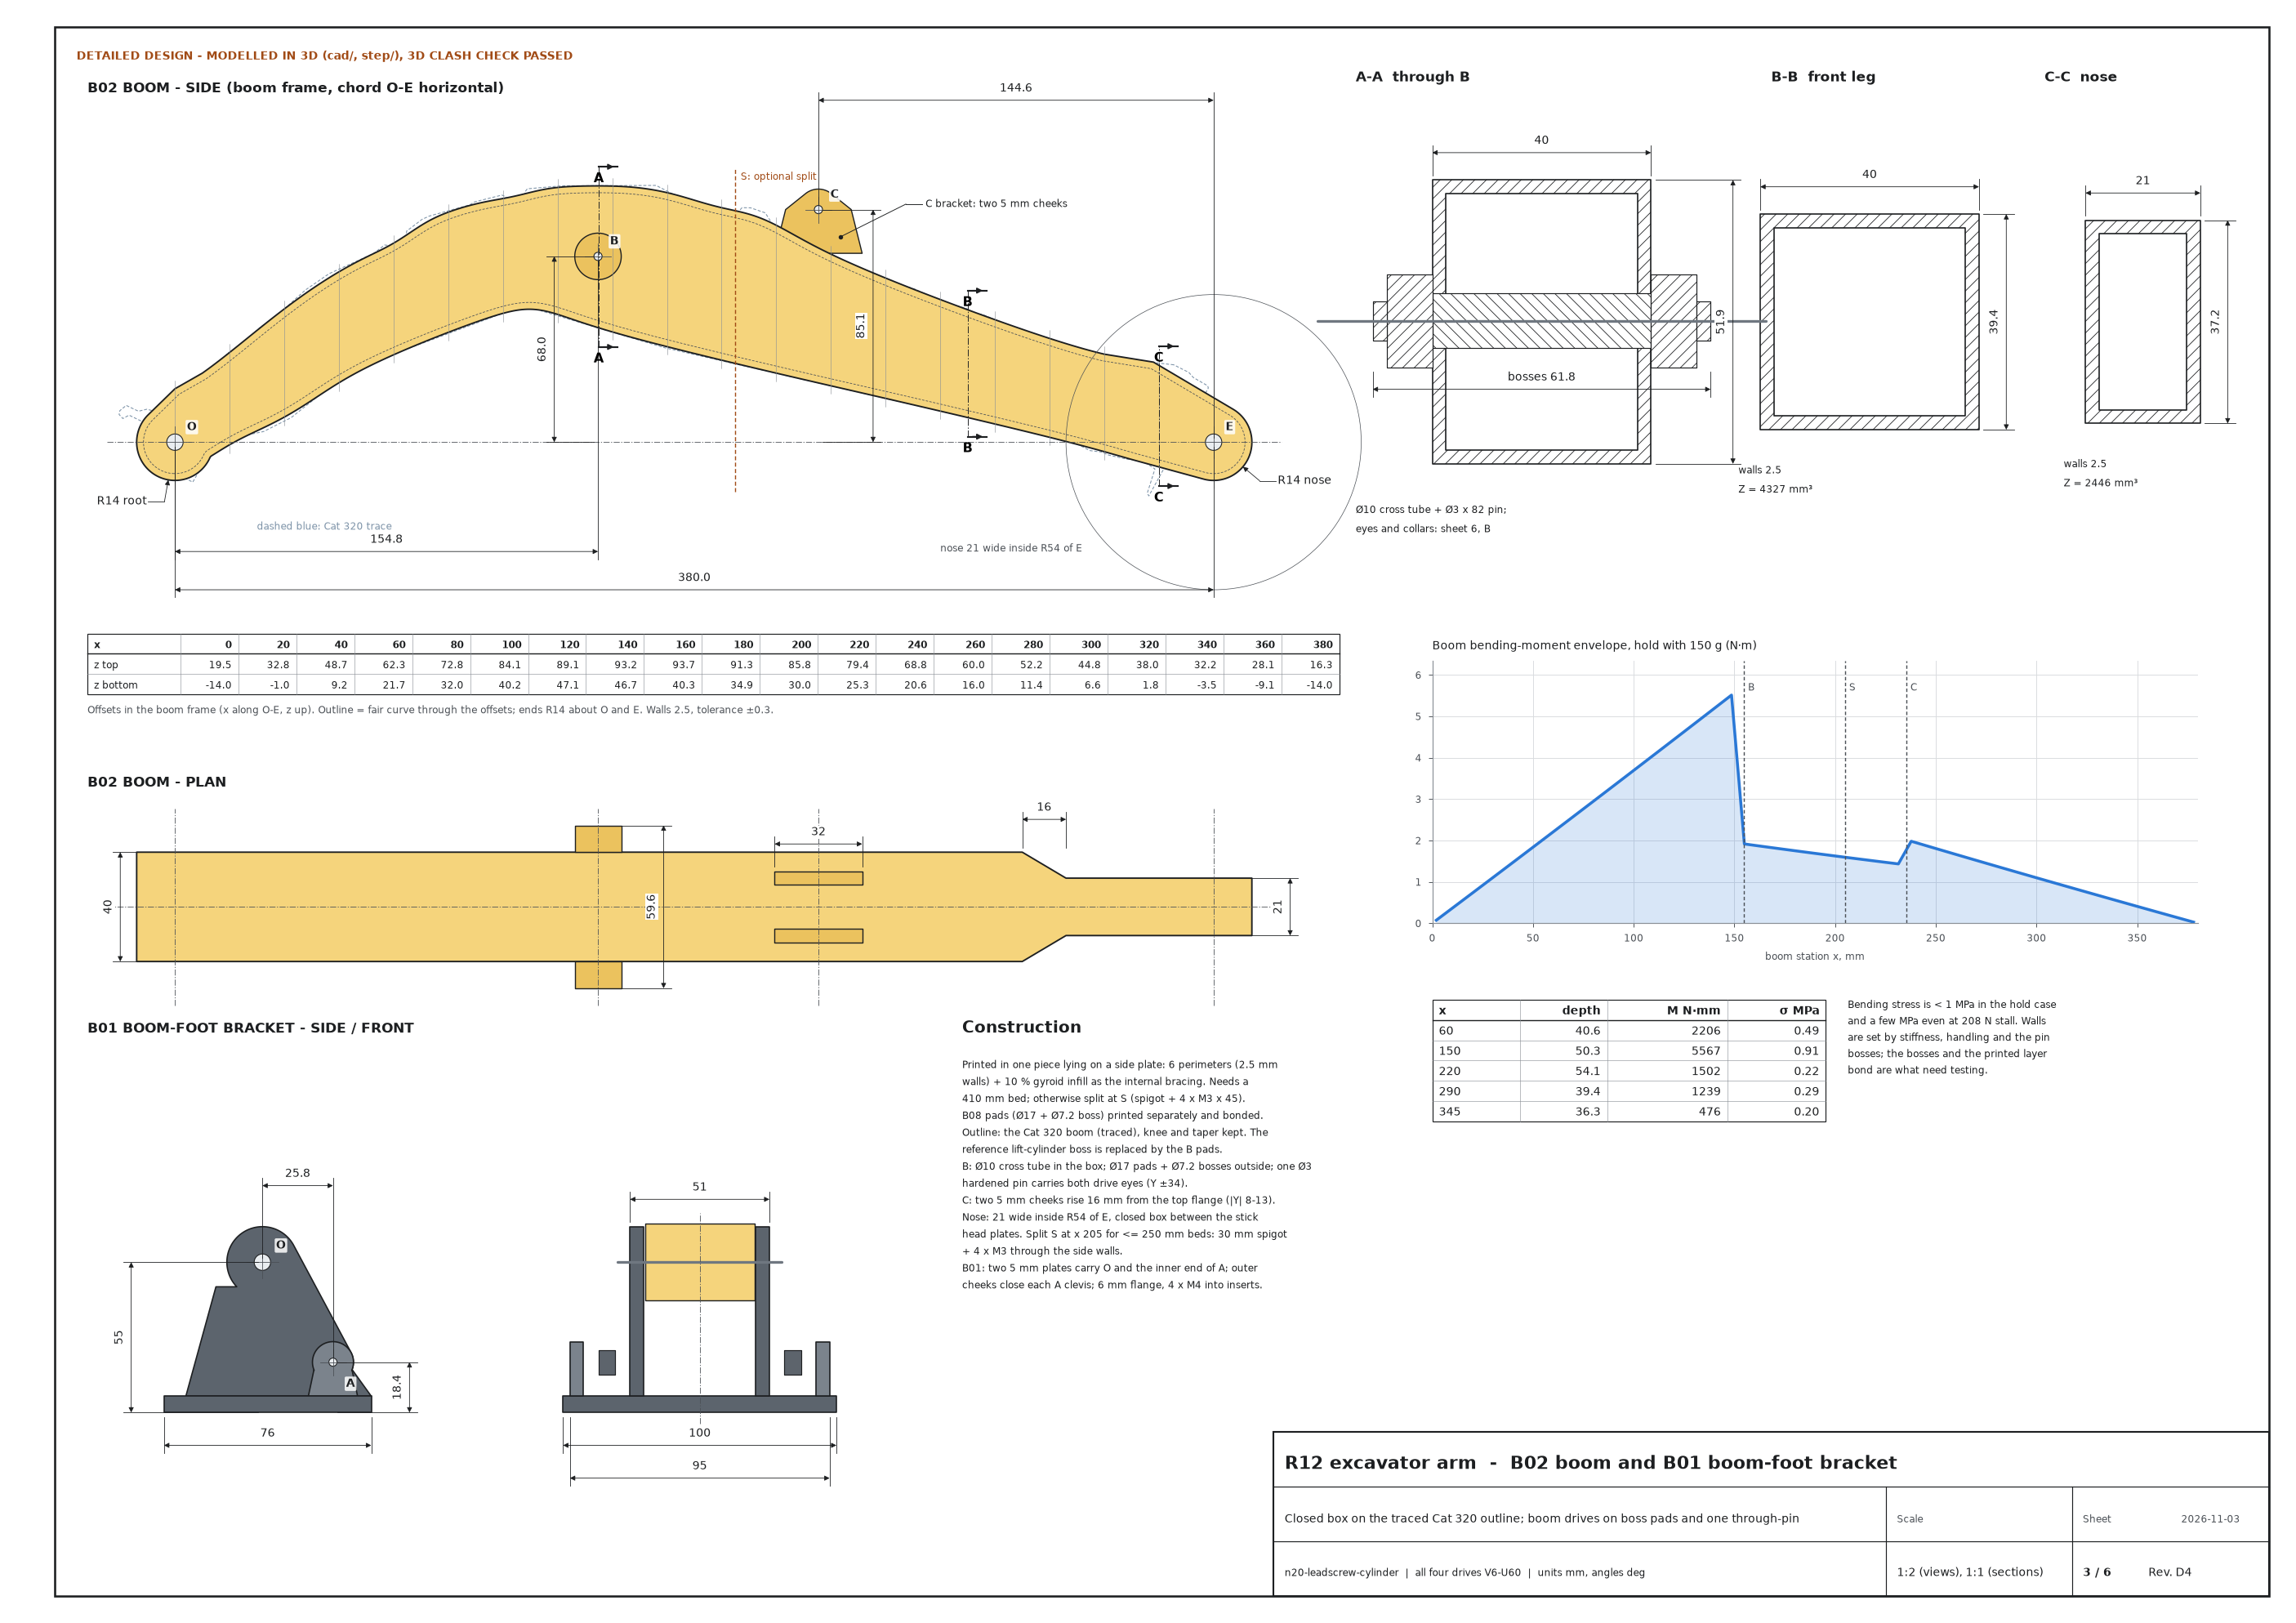 DETAILED DESIGN - MODELLED IN 3D (cad/, step/), 3D CLASH CHECK PASSED
B02 BOOM - SIDE (boom frame, chord O-E horizontal)
144.6
A
S: optional split
C
C bracket: two 5 mm cheeks
B
B
85.1
68.0
A
C
O
E
B
R14 nose
C
R14 root
dashed blue: Cat 320 trace
154.8
nose 21 wide inside R54 of E
380.0
A-A through B
B-B front leg
C-C nose
40
40
21
51.9
39.4
37.2
bosses 61.8
walls 2.5
Z = 4327 mm³
walls 2.5
Z = 2446 mm³
Ø10 cross tube + Ø3 x 82 pin;
eyes and collars: sheet 6, B
x 0 20 40 60 80 100 120 140 160 180 200 220 240 260 280 300 320 340 360 380
z top 19.5 32.8 48.7 62.3 72.8 84.1 89.1 93.2 93.7 91.3 85.8 79.4 68.8 60.0 52.2 44.8 38.0 32.2 28.1 16.3
z bottom -14.0 -1.0 9.2 21.7 32.0 40.2 47.1 46.7 40.3 34.9 30.0 25.3 20.6 16.0 11.4 6.6 1.8 -3.5 -9.1 -14.0
Offsets in the boom frame (x along O-E, z up). Outline = fair curve through the offsets; ends R14 about O and E. Walls 2.5, tolerance ±0.3.
Boom bending-moment envelope, hold with 150 g (N·m)
6
5
4
3
2
1
0
B
S
C
0 50 100 150 200 250 300 350
boom station x, mm
B02 BOOM - PLAN
16
32
40
59.6
21
x depth M N·mm σ MPa
60 40.6 2206 0.49
150 50.3 5567 0.91
220 54.1 1502 0.22
290 39.4 1239 0.29
345 36.3 476 0.20
Bending stress is < 1 MPa in the hold case
and a few MPa even at 208 N stall. Walls
are set by stiffness, handling and the pin
bosses; the bosses and the printed layer
bond are what need testing.
B01 BOOM-FOOT BRACKET - SIDE / FRONT
25.8
O
55
A
18.4
76
51
100
95
Construction
Printed in one piece lying on a side plate: 6 perimeters (2.5 mm
walls) + 10 % gyroid infill as the internal bracing. Needs a
410 mm bed; otherwise split at S (spigot + 4 x M3 x 45).
B08 pads (Ø17 + Ø7.2 boss) printed separately and bonded.
Outline: the Cat 320 boom (traced), knee and taper kept. The
reference lift-cylinder boss is replaced by the B pads.
B: Ø10 cross tube in the box; Ø17 pads + Ø7.2 bosses outside; one Ø3
hardened pin carries both drive eyes (Y ±34).
C: two 5 mm cheeks rise 16 mm from the top flange (|Y| 8-13).
Nose: 21 wide inside R54 of E, closed box between the stick
head plates. Split S at x 205 for <= 250 mm beds: 30 mm spigot
+ 4 x M3 through the side walls.
B01: two 5 mm plates carry O and the inner end of A; outer
cheeks close each A clevis; 6 mm flange, 4 x M4 into inserts.
R12 excavator arm - B02 boom and B01 boom-foot bracket
Closed box on the traced Cat 320 outline; boom drives on boss pads and one through-pin
Scale
Sheet
2026-11-03
n20-leadscrew-cylinder | all four drives V6-U60 | units mm, angles deg
1:2 (views), 1:1 (sections)
3 / 6
Rev. D4